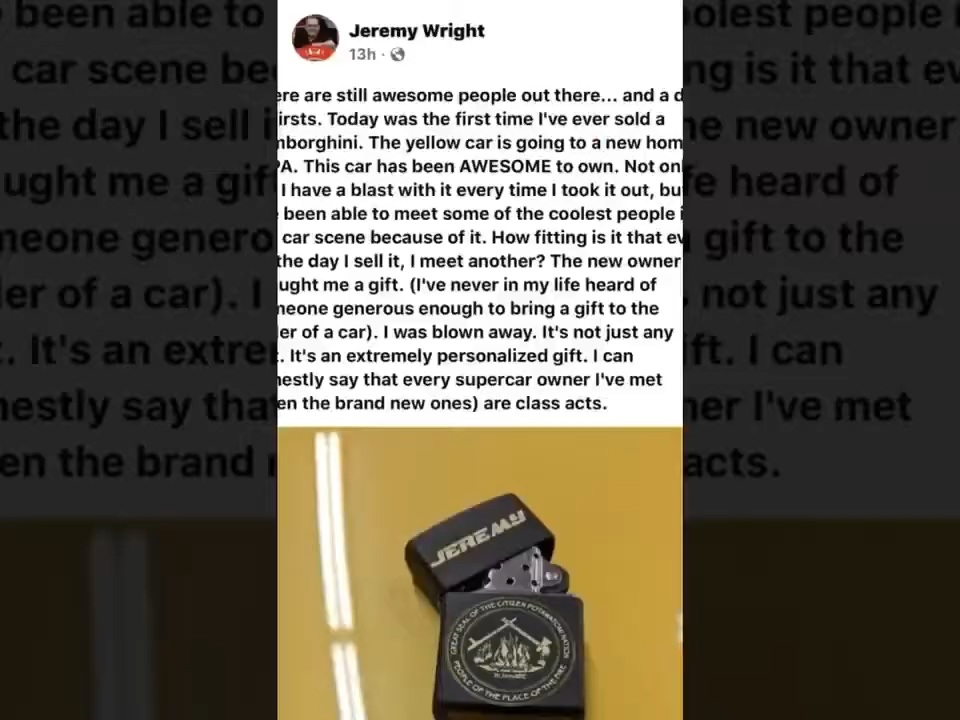 Jeremy Wright
13h
ere are still awesome people out there... and a d
irsts. Today was the first time I've ever sold a
mborghini. The yellow car is going to a new hom
PA. This car has been AWESOME to own. Not onl
I have a blast with it every time I took it out, bu
been able to meet some of the coolest people i
car scene because of it. How fitting is it that ev
the day I sell it, I meet another? The new owner
ught me a gift. (I've never in my life heard of
neone generous enough to bring a gift to the
er of a car). I was blown away. It's not just any
. It's an extremely personalized gift. I can
nestly say that every supercar owner I've met
en the brand new ones) are class acts.
JEREMY
GREAT SEAL OF THE CITIZEN POTAWATOMI NATION
PEOPLE OF THE PLACE OF THE FIRE